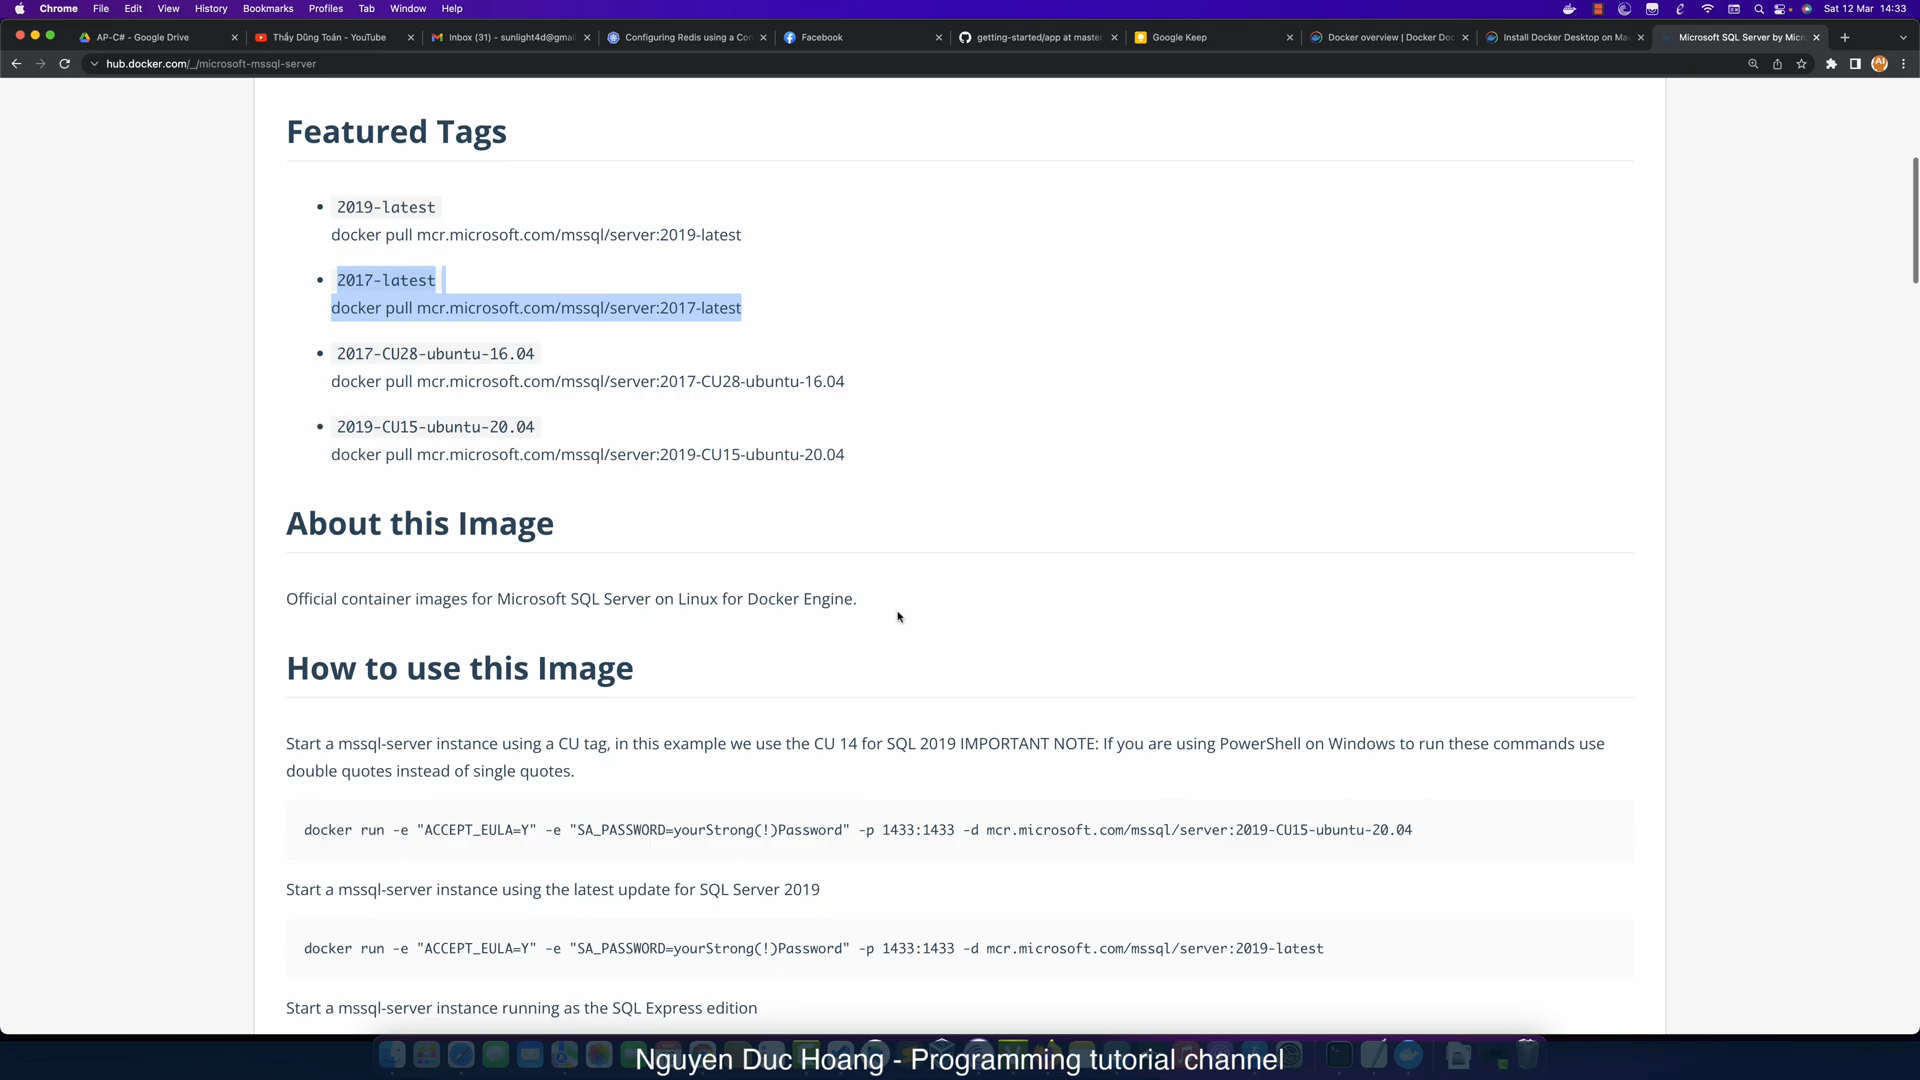 Chrome File Edit View History Bookmarks Profiles Tab Window Help Sat 12 Mar 14:33
AP-C# - Google Drive Thầy Dũng Toán - YouTube Inbox (31) - sunlight4d@gmai Configuring Redis using a Con Facebook getting-started/app at master Google Keep Docker overview | Docker Doc Install Docker Desktop on Mac Microsoft SQL Server by Micr
hub.docker.com/_/microsoft-mssql-server
Featured Tags
• 2019-latest
docker pull mcr.microsoft.com/mssql/server:2019-latest
• 2017-latest
docker pull mcr.microsoft.com/mssql/server:2017-latest
• 2017-CU28-ubuntu-16.04
docker pull mcr.microsoft.com/mssql/server:2017-CU28-ubuntu-16.04
• 2019-CU15-ubuntu-20.04
docker pull mcr.microsoft.com/mssql/server:2019-CU15-ubuntu-20.04
About this Image
Official container images for Microsoft SQL Server on Linux for Docker Engine.
How to use this Image
Start a mssql-server instance using a CU tag, in this example we use the CU 14 for SQL 2019 IMPORTANT NOTE: If you are using PowerShell on Windows to run these commands use
double quotes instead of single quotes.
docker run -e "ACCEPT_EULA=Y" -e "SA_PASSWORD=yourStrong(!)Password" -p 1433:1433 -d mcr.microsoft.com/mssql/server:2019-CU15-ubuntu-20.04
Start a mssql-server instance using the latest update for SQL Server 2019
docker run -e "ACCEPT_EULA=Y" -e "SA_PASSWORD=yourStrong(!)Password" -p 1433:1433 -d mcr.microsoft.com/mssql/server:2019-latest
Start a mssql-server instance running as the SQL Express edition
Nguyen Duc Hoang - Programming tutorial channel